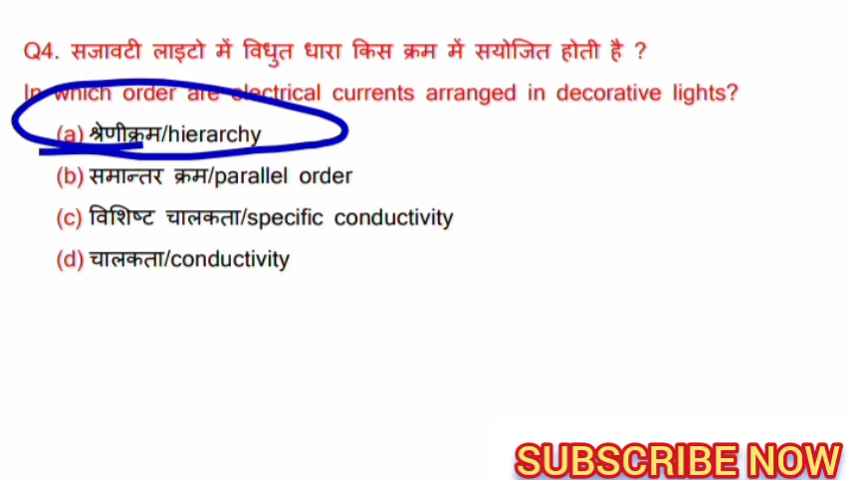 Q4. सजावटी लाइटो में विधुत धारा किस क्रम में सयोजित होती है ?
In which order are electrical currents arranged in decorative lights?
(a) श्रेणीक्रम/hierarchy
(b) समान्तर क्रम/parallel order
(c) विशिष्ट चालकता/specific conductivity
(d) चालकता/conductivity
SUBSCRIBE NOW